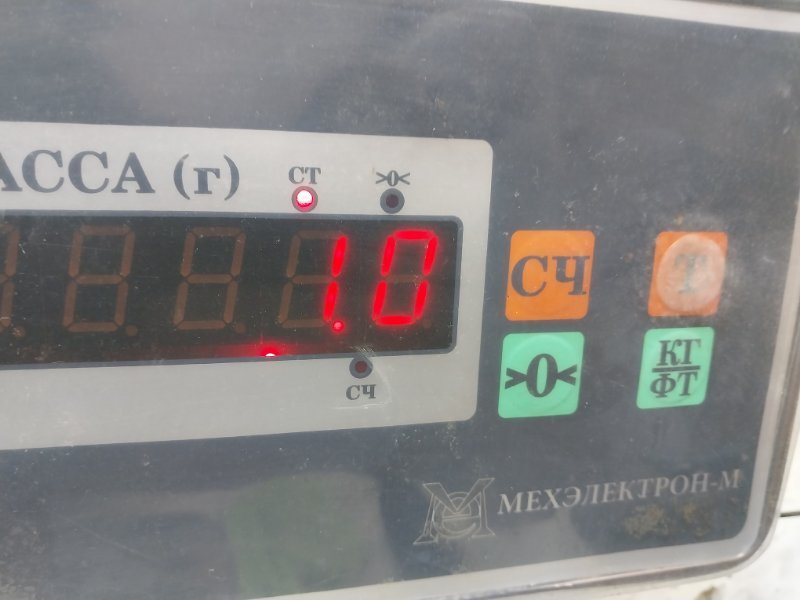 АССА (г)
СТ
>0<
1.0
СЧ
СЧ
Т
>0<
КГ
ФТ
МЕХЭЛЕКТРОН-М